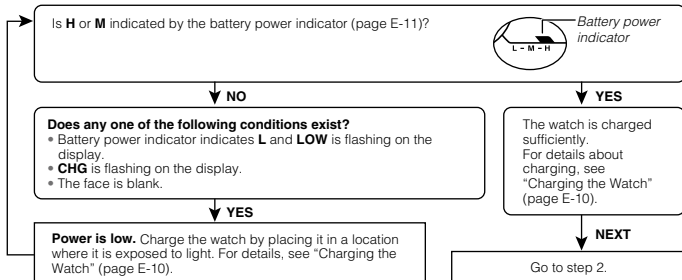 Is H or M indicated by the battery power indicator (page E-11)?
Battery power
indicator
L – M – H
NO
YES
Does any one of the following conditions exist?
• Battery power indicator indicates L and LOW is flashing on the
display.
• CHG is flashing on the display.
• The face is blank.
The watch is charged
sufficiently.
For details about
charging, see
“Charging the Watch”
(page E-10).
YES
NEXT
Power is low. Charge the watch by placing it in a location
where it is exposed to light. For details, see “Charging the
Watch” (page E-10).
Go to step 2.